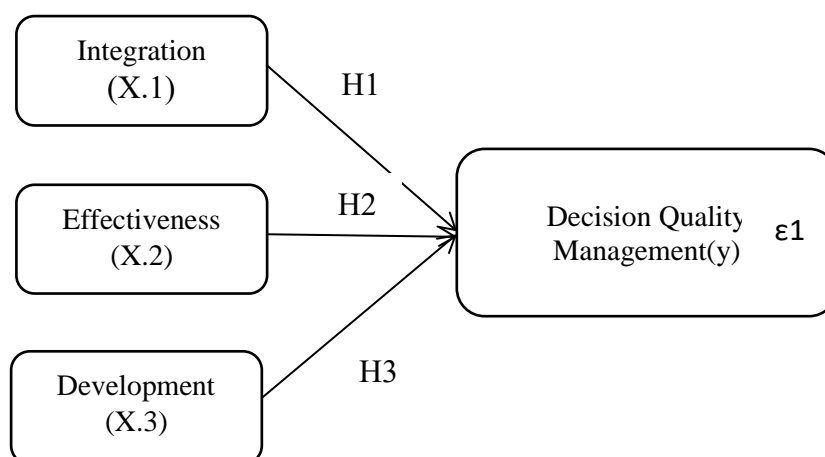 Integration
(X.1)
H1
Effectiveness
(X.2)
H2
Decision Quality
Management(y)
ε1
Development
(X.3)
H3